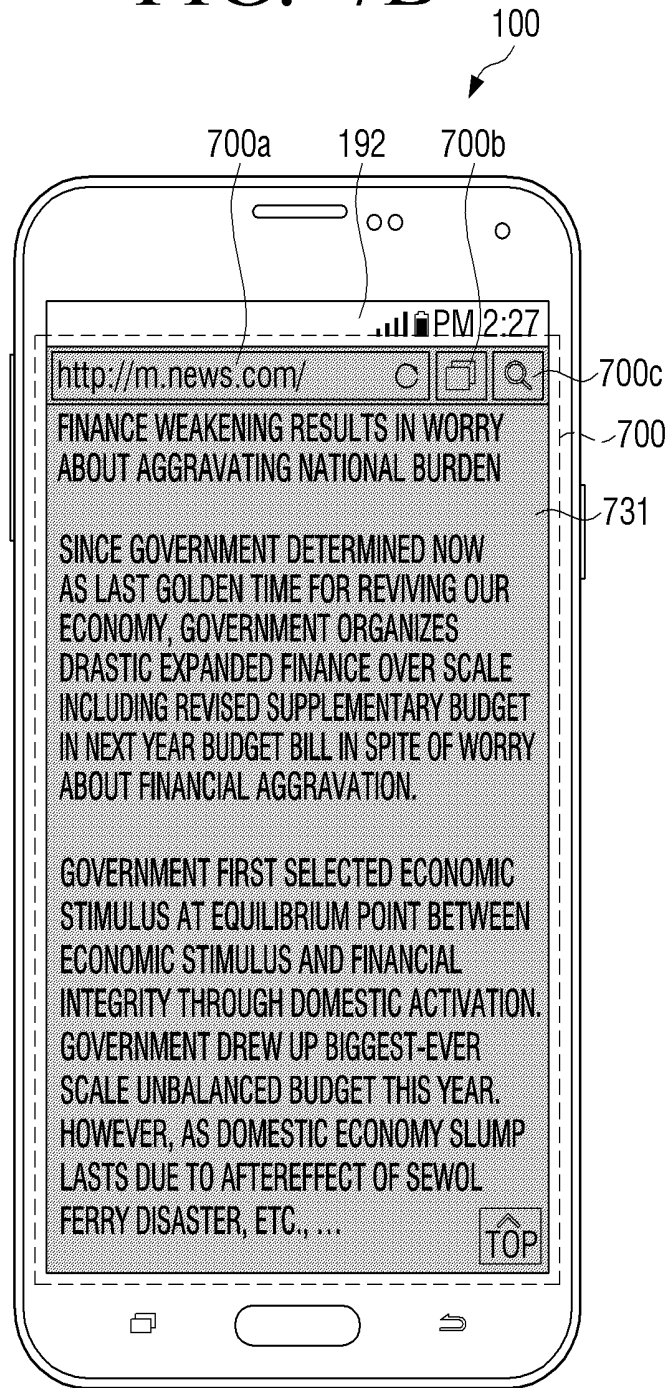 FIG. 7B
100
700a 192 700b
PM 2:27
http://m.news.com/
700c
700
731
FINANCE WEAKENING RESULTS IN WORRY
ABOUT AGGRAVATING NATIONAL BURDEN
SINCE GOVERNMENT DETERMINED NOW
AS LAST GOLDEN TIME FOR REVIVING OUR
ECONOMY, GOVERNMENT ORGANIZES
DRASTIC EXPANDED FINANCE OVER SCALE
INCLUDING REVISED SUPPLEMENTARY BUDGET
IN NEXT YEAR BUDGET BILL IN SPITE OF WORRY
ABOUT FINANCIAL AGGRAVATION.
GOVERNMENT FIRST SELECTED ECONOMIC
STIMULUS AT EQUILIBRIUM POINT BETWEEN
ECONOMIC STIMULUS AND FINANCIAL
INTEGRITY THROUGH DOMESTIC ACTIVATION.
GOVERNMENT DREW UP BIGGEST-EVER
SCALE UNBALANCED BUDGET THIS YEAR.
HOWEVER, AS DOMESTIC ECONOMY SLUMP
LASTS DUE TO AFTEREFFECT OF SEWOL
FERRY DISASTER, ETC., ...
TOP